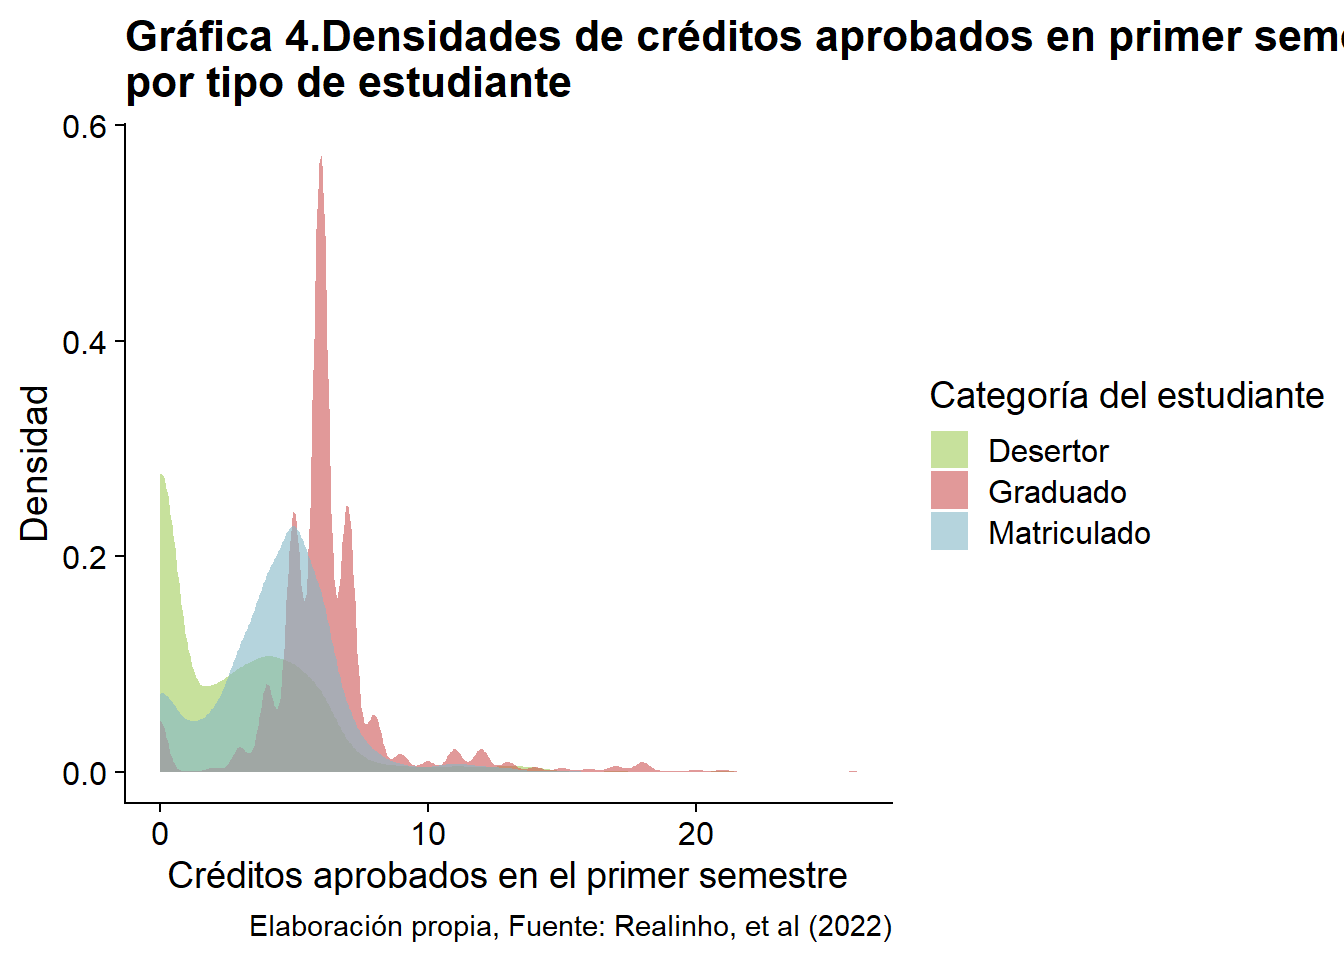 Gráfica 4.Densidades de créditos aprobados en primer
por tipo de estudiante
0.6
0.4
0.2
0.0
Densidad
0
10
20
Créditos aprobados en el primer semestre
Categoría del estudiante
Desertor
Graduado
Matriculado
Elaboración propia, Fuente: Realinho, et al (2022)